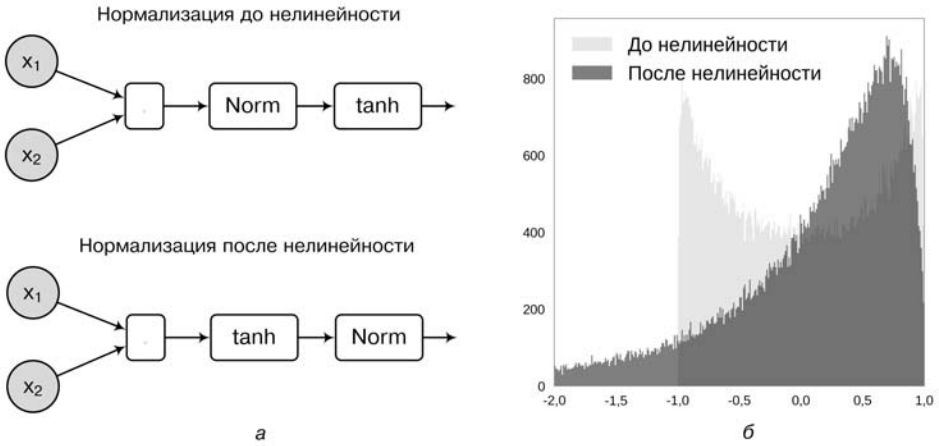 Нормализация до нелинейности
x1
x2
Norm
tanh
Нормализация после нелинейности
x1
x2
tanh
Norm
а
До нелинейности
После нелинейности
800
600
400
200
0
-2,0 -1,5 -1,0 -0,5 0,0 0,5 1,0
б